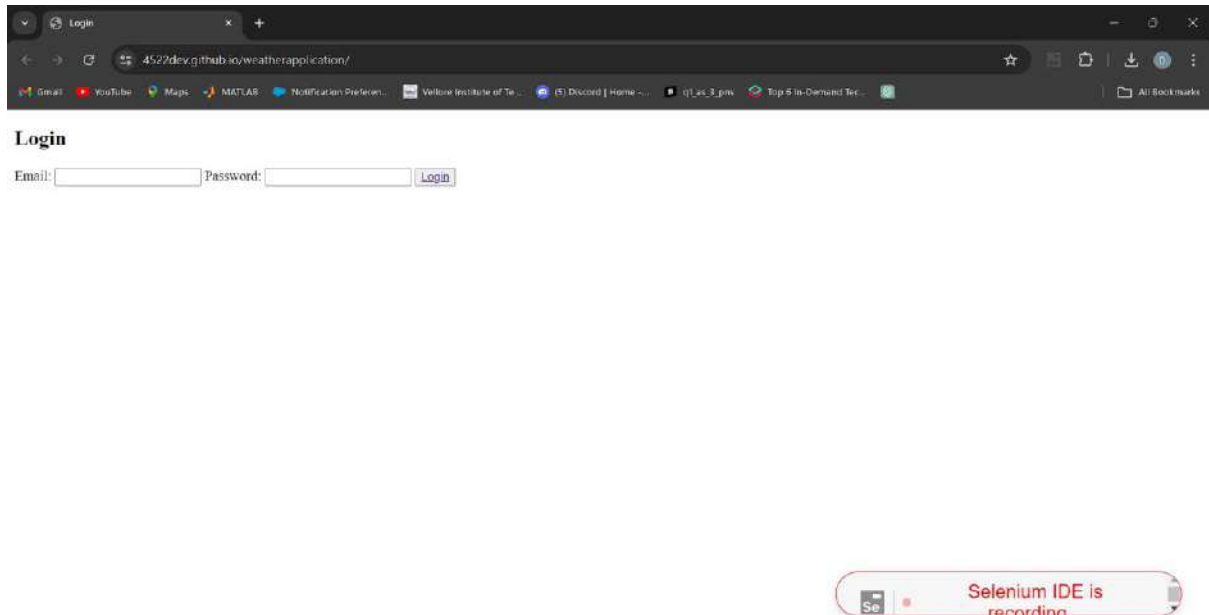 Login
4522dev.github.io/weatherapplication/
Gmail YouTube Maps MATLAB Notification Preferen... Vellore Institute of Te... (5) Discord | Home -... q1_as_3_pm Top 6 In-Demand Tec... All Bookmarks
Login
Email: Password: Login
Selenium IDE is
recording